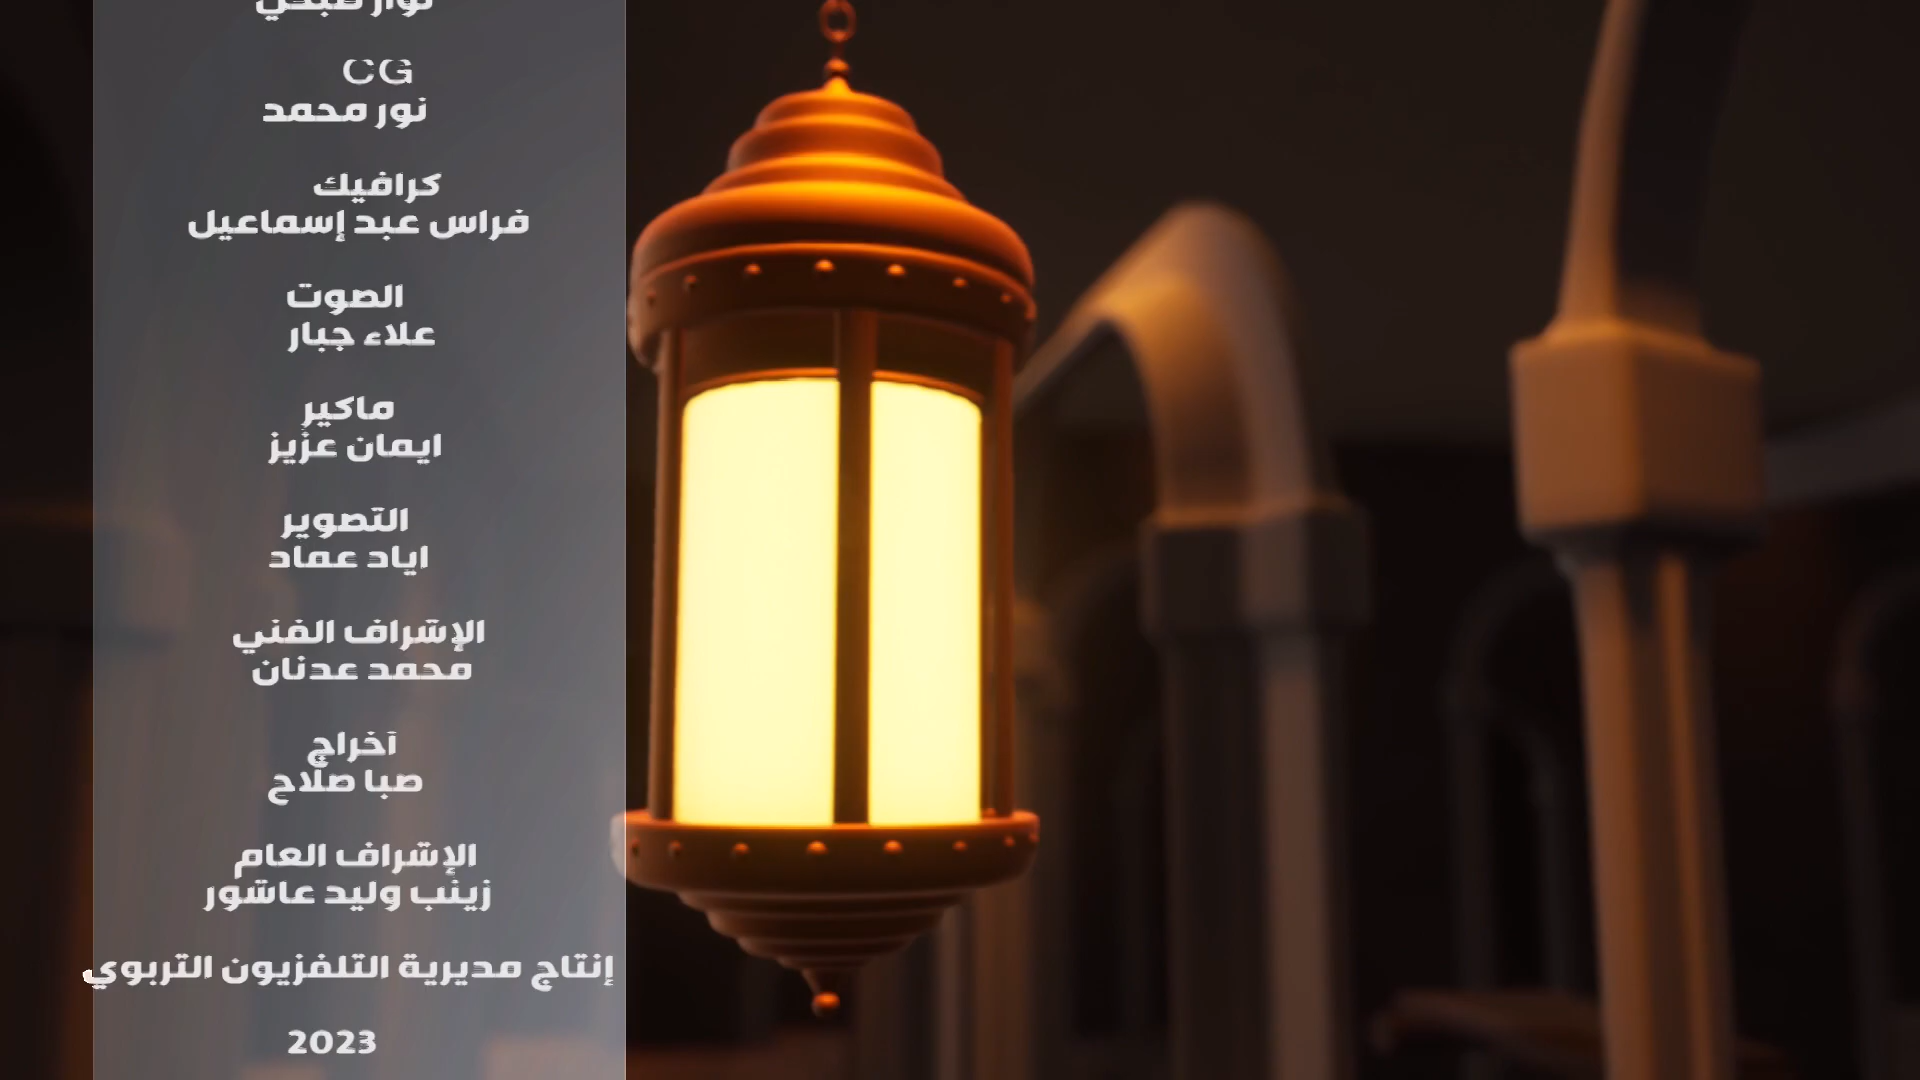 CG
نور محمد
كرافيك
فراس عبد إسماعيل
الصوت
علاء جبار
ماكير
ايمان عزيز
التصوير
اياد عماد
الإشراف الفني
محمد عدنان
أخراج
صبا صلاح
الإشراف العام
زينب وليد عاشور
إنتاج مديرية التلفزيون التربوي
2023